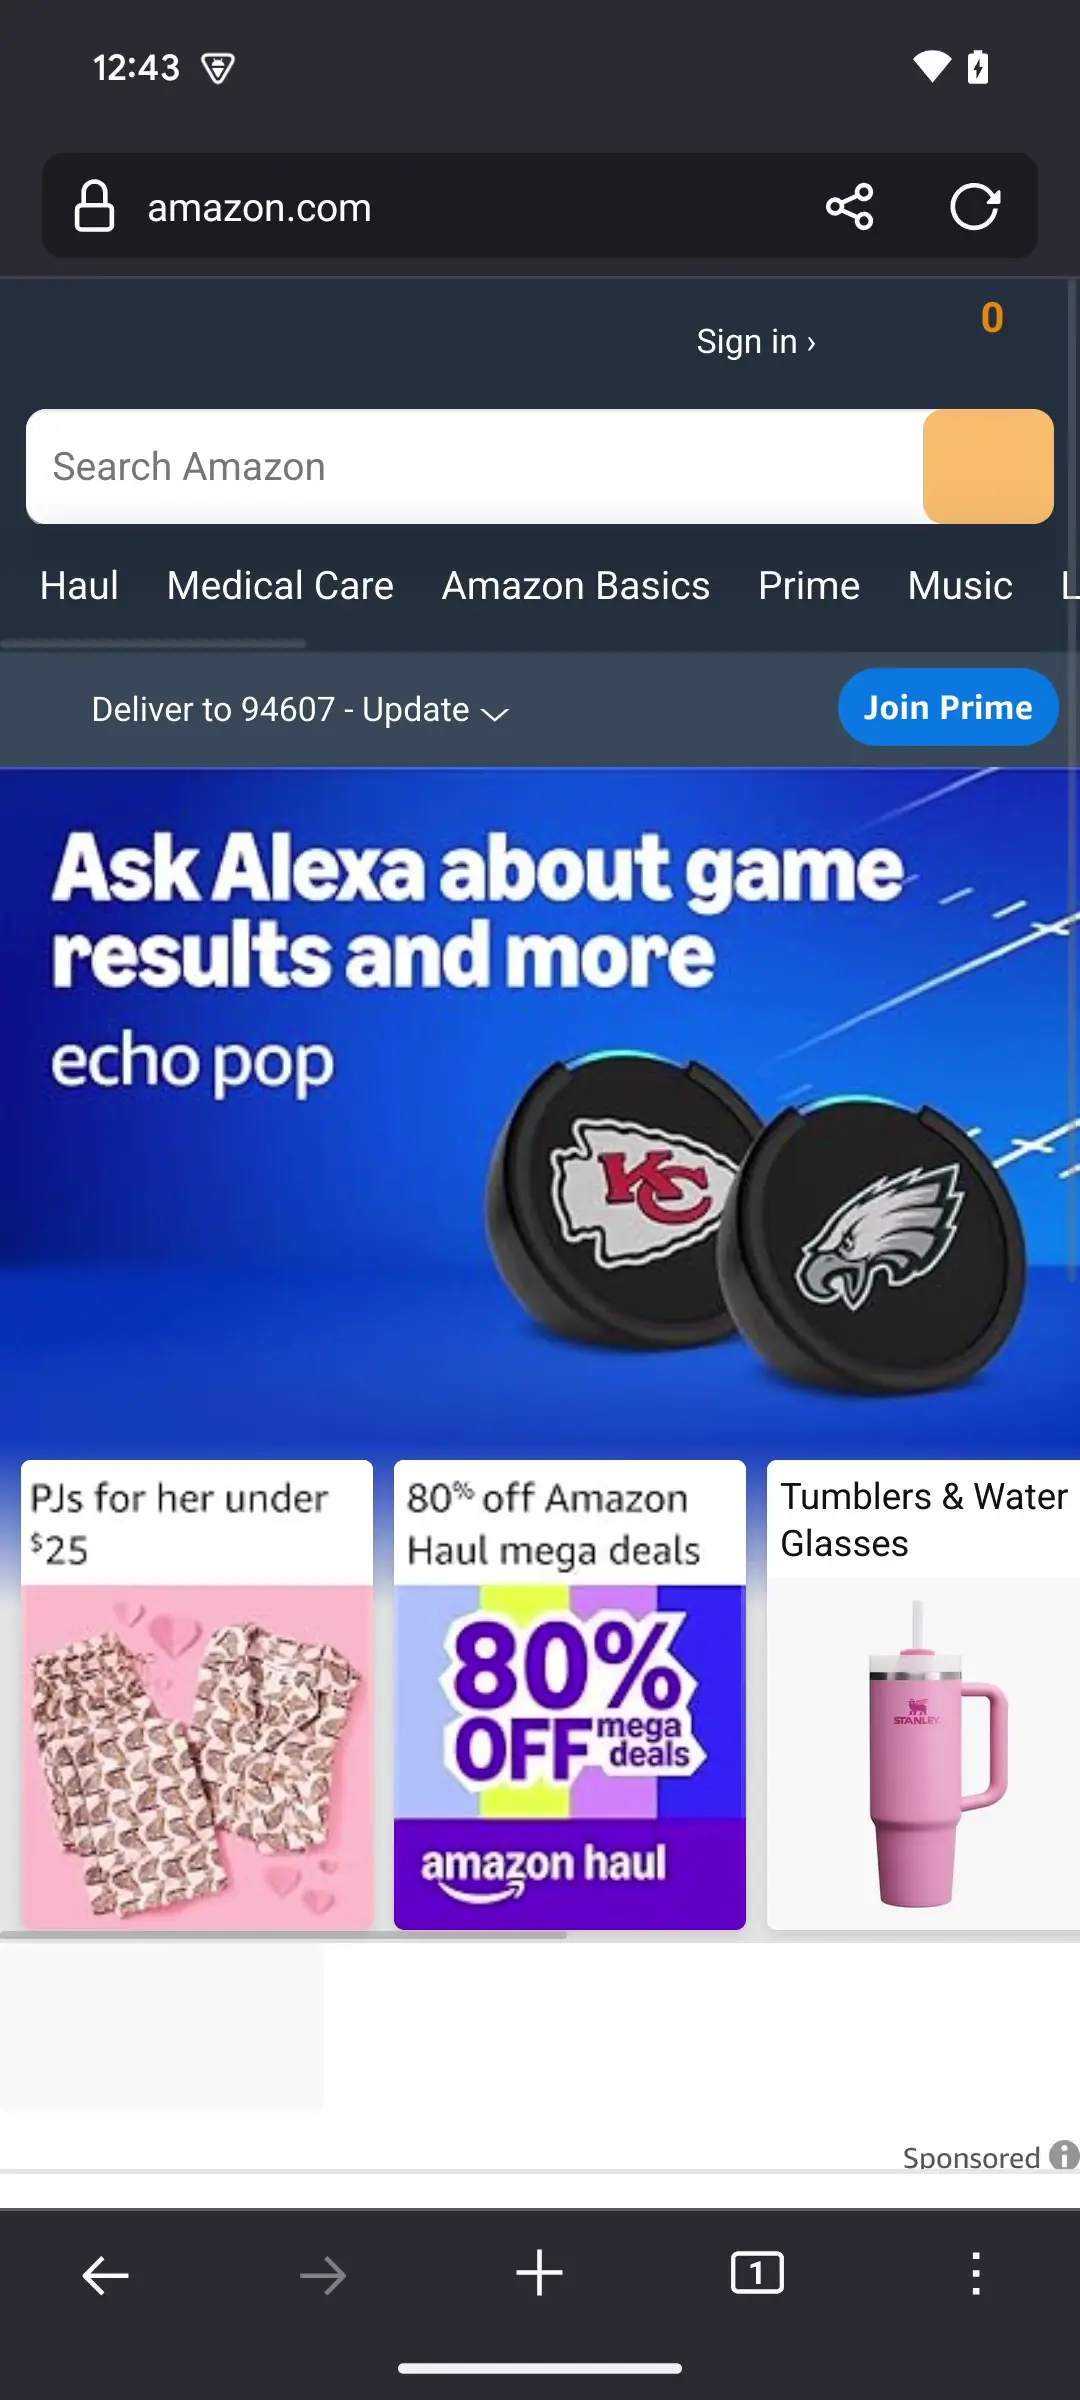 12:43
amazon.com
0
Sign in ›
Search Amazon
Haul Medical Care Amazon Basics Prime Music L
Deliver to 94607 - Update
Join Prime
Ask Alexa about game
results and more
echo pop
KC
PJs for her under
$25
80% off Amazon
Haul mega deals
80%
OFF mega
deals
amazon haul
Tumblers & Water
Glasses
STANLEY
Sponsored
1